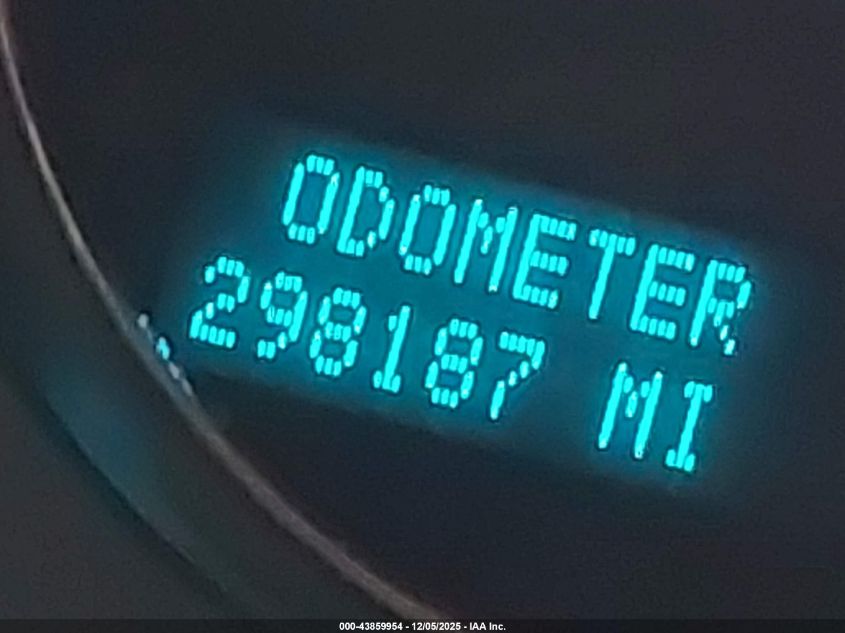 ODOMETER
298187 MI
000-43859954 - 12/05/2025 - IAA Inc.